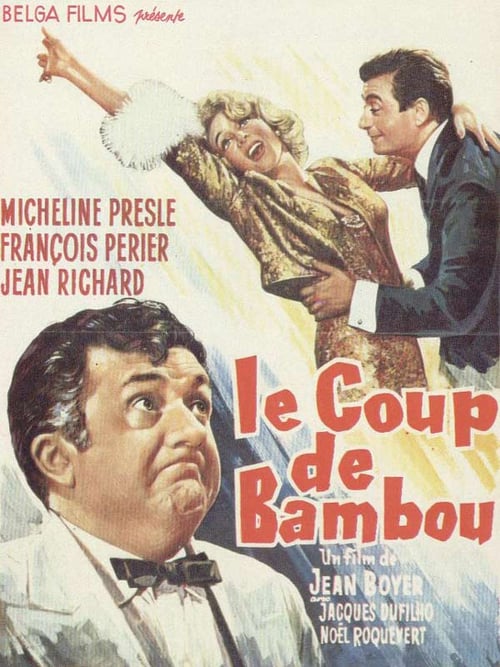 BELGA FILMS présente
MICHELINE PRESLE
FRANÇOIS PERIER
JEAN RICHARD
le Coup
de
Bambou
Un film de
JEAN BOYER
avec
JACQUES DUFILHO
NOËL ROQUEVERT